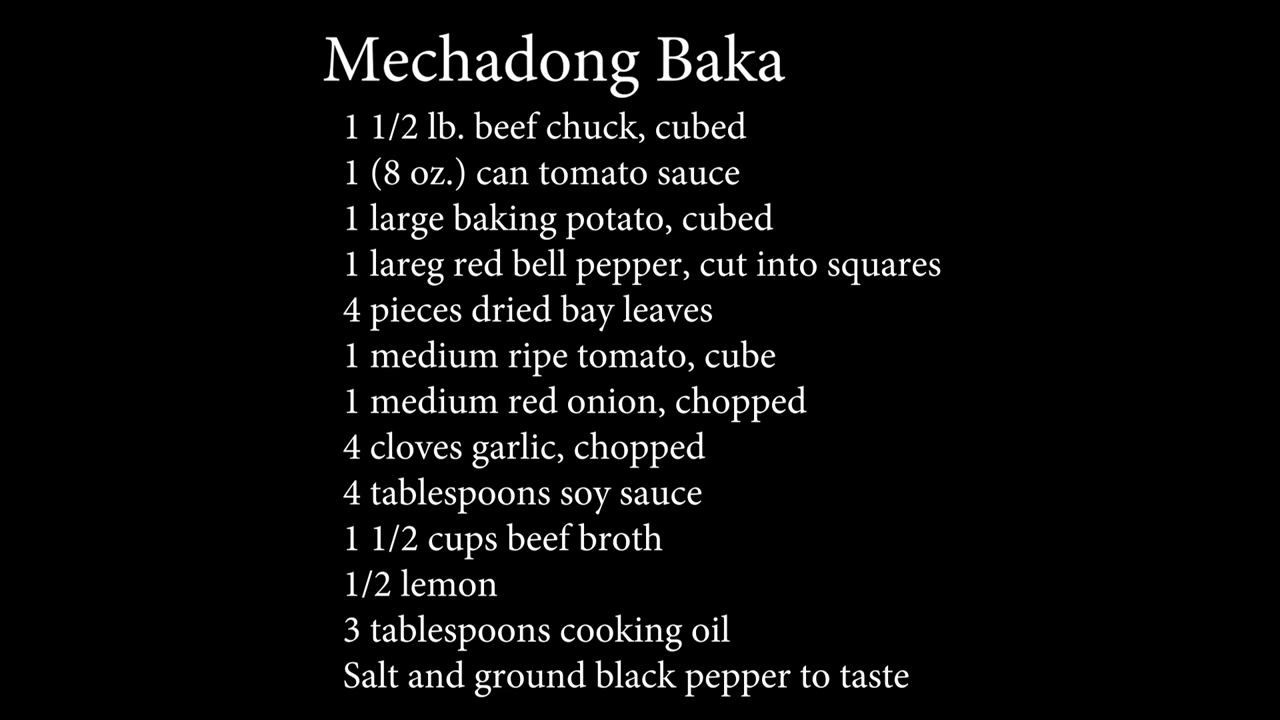 Mechadong Baka
1 1/2 lb. beef chuck, cubed
1 (8 oz.) can tomato sauce
1 large baking potato, cubed
1 lareg red bell pepper, cut into squares
4 pieces dried bay leaves
1 medium ripe tomato, cube
1 medium red onion, chopped
4 cloves garlic, chopped
4 tablespoons soy sauce
1 1/2 cups beef broth
1/2 lemon
3 tablespoons cooking oil
Salt and ground black pepper to taste